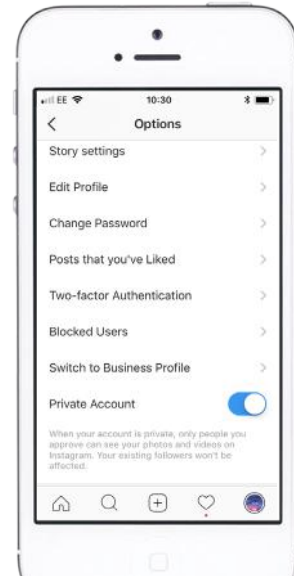 EE 10:30
Options
Story settings
Edit Profile
Change Password
Posts that you've Liked
Two-factor Authentication
Blocked Users
Switch to Business Profile
Private Account
When your account is private, only people you
approve can see your photos and videos on
Instagram. Your existing followers won't be
affected.